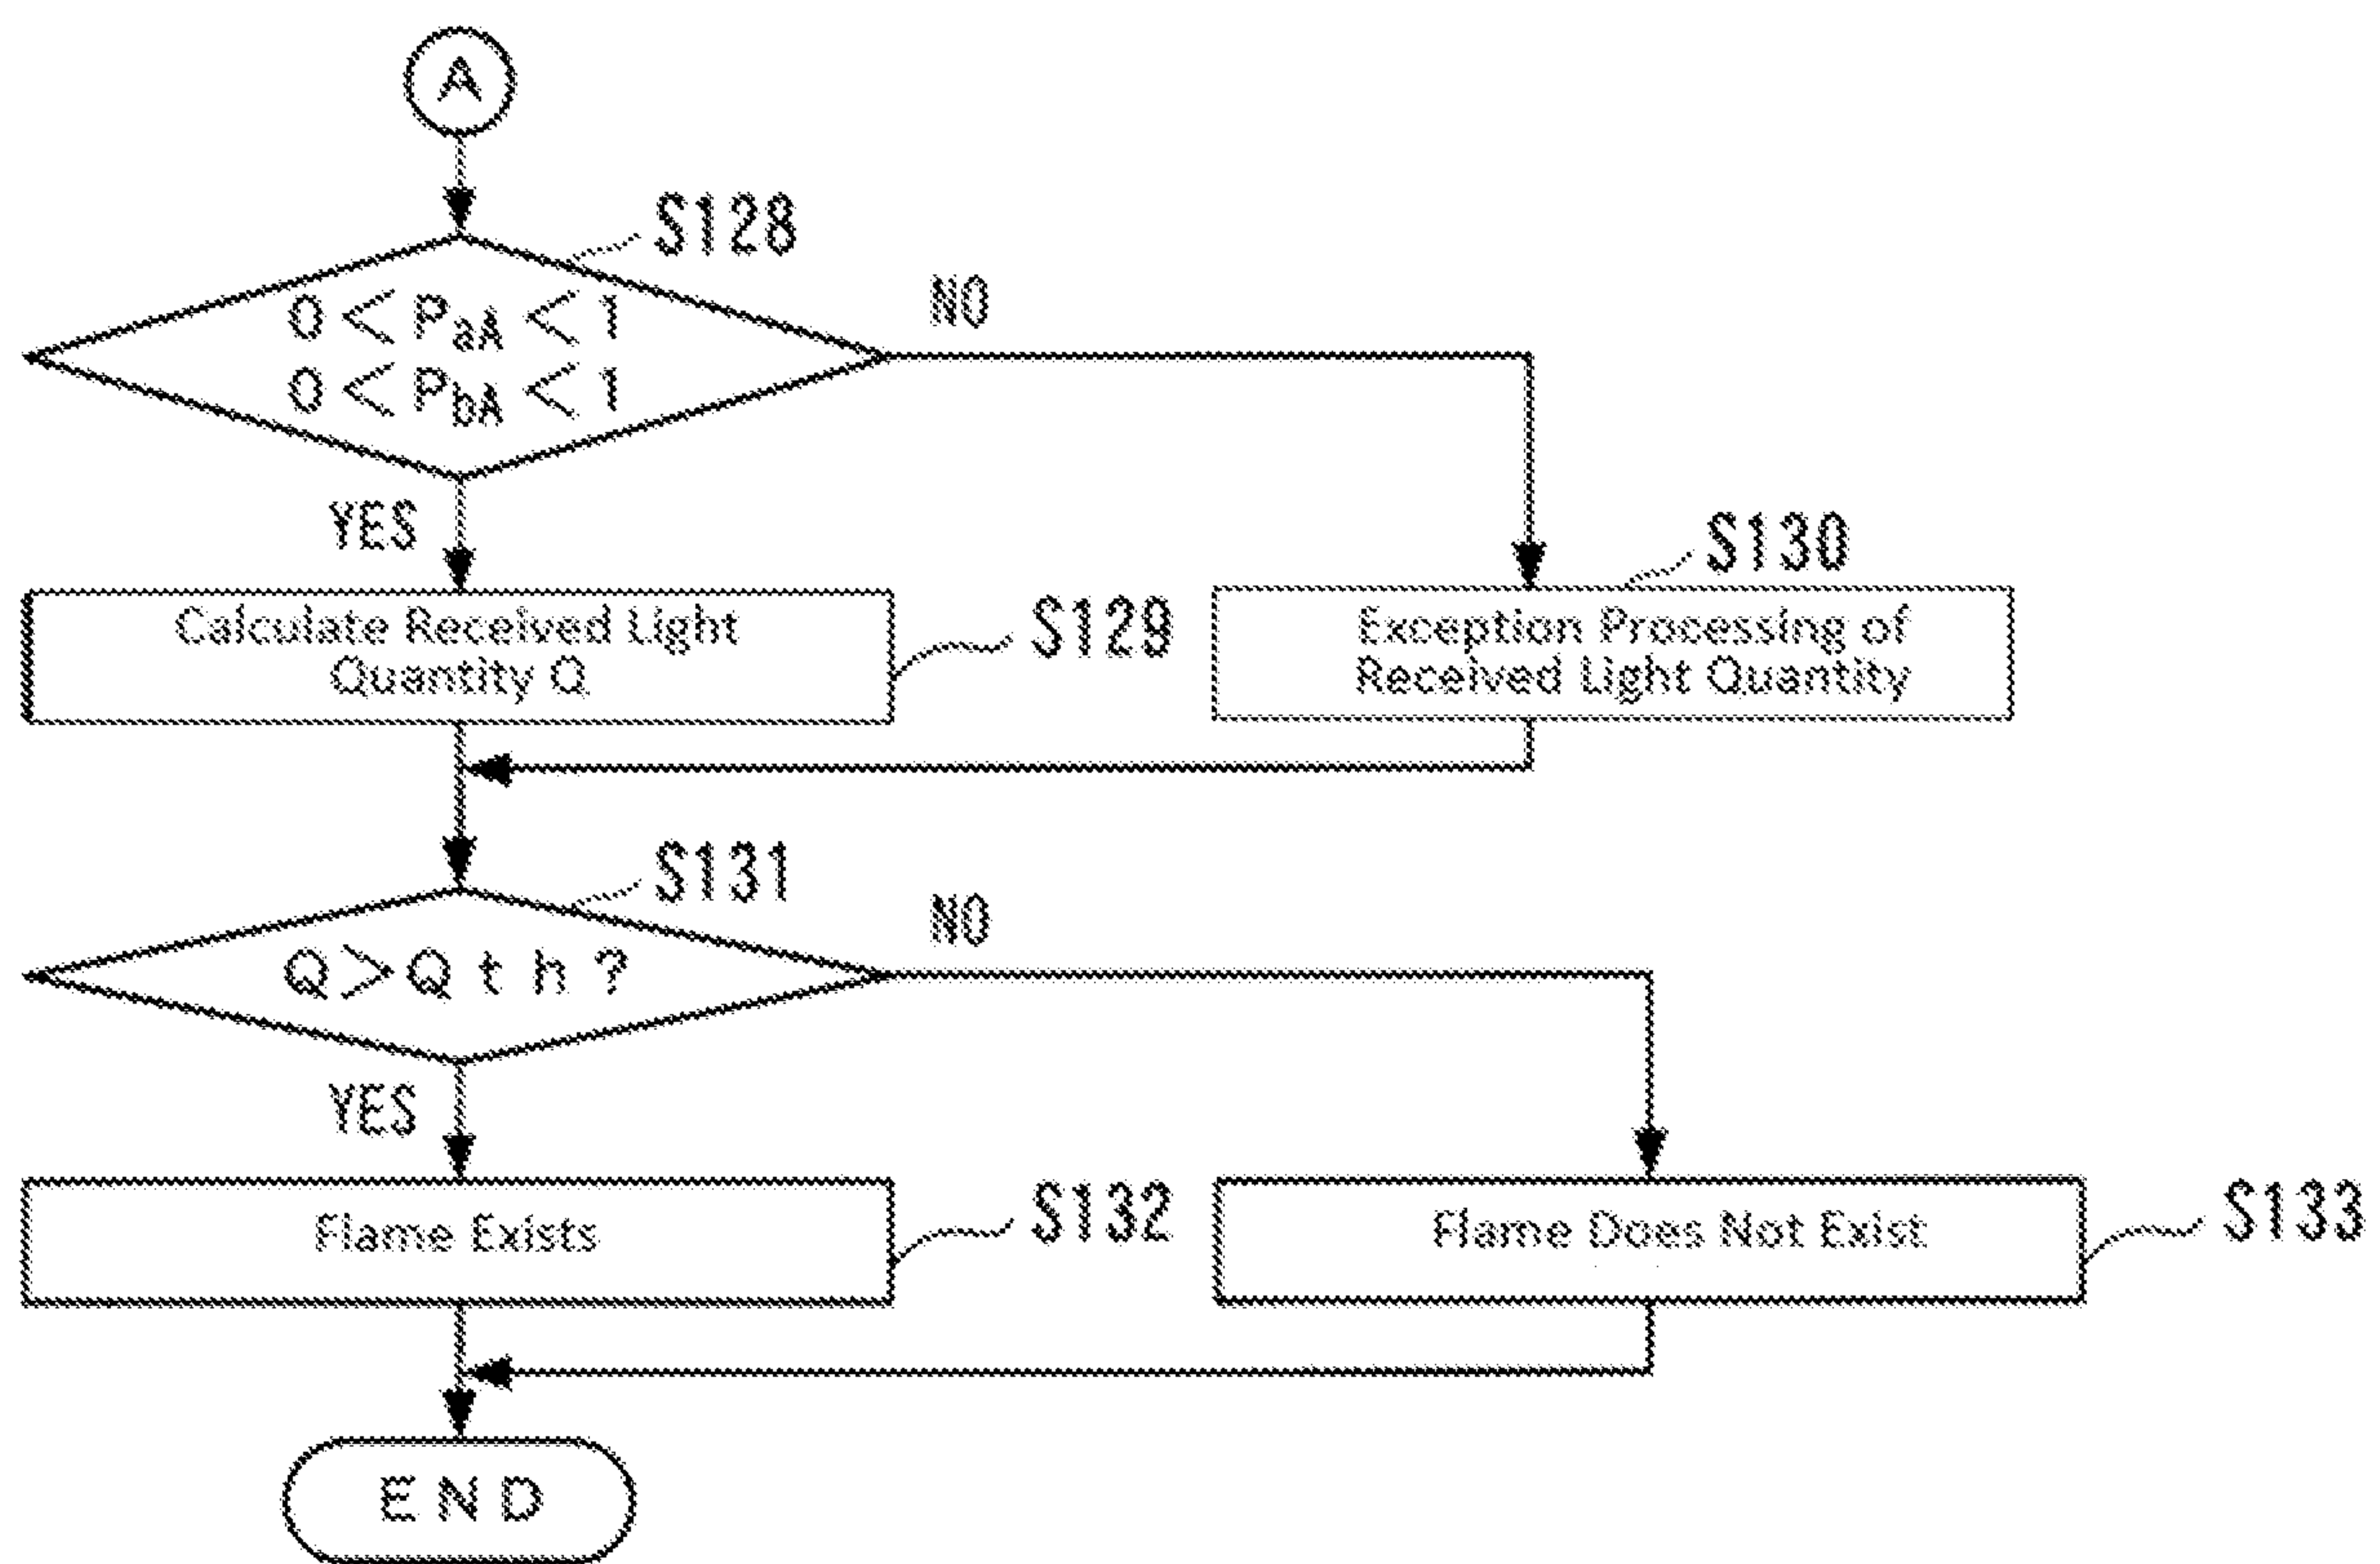 A
S128
0 < PaA < 1
0 < PbA < 1
NO
YES
S130
Calculate Received Light
Quantity Q
S129
Exception Processing of
Received Light Quantity
S131
Q > Q t h ?
NO
YES
Flame Exists
S132
Flame Does Not Exist
S133
E N D